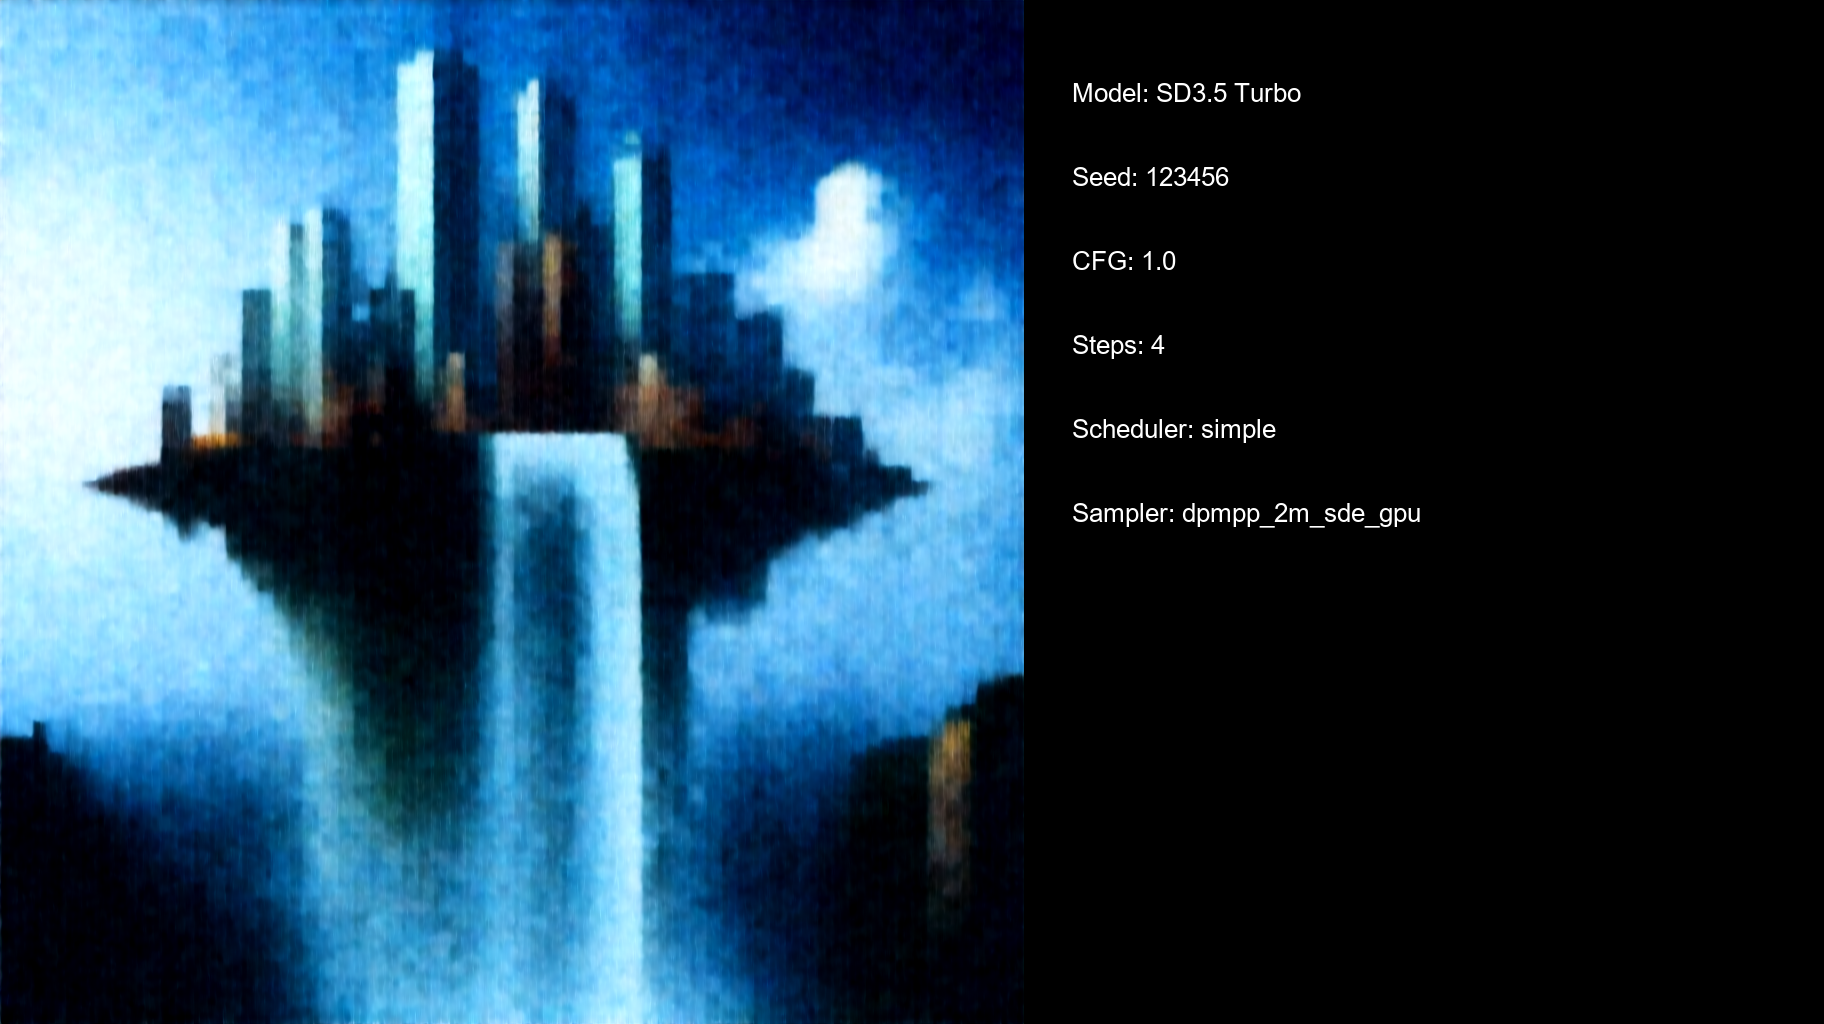 Model: SD3.5 Turbo
Seed: 123456
CFG: 1.0
Steps: 4
Scheduler: simple
Sampler: dpmpp_2m_sde_gpu